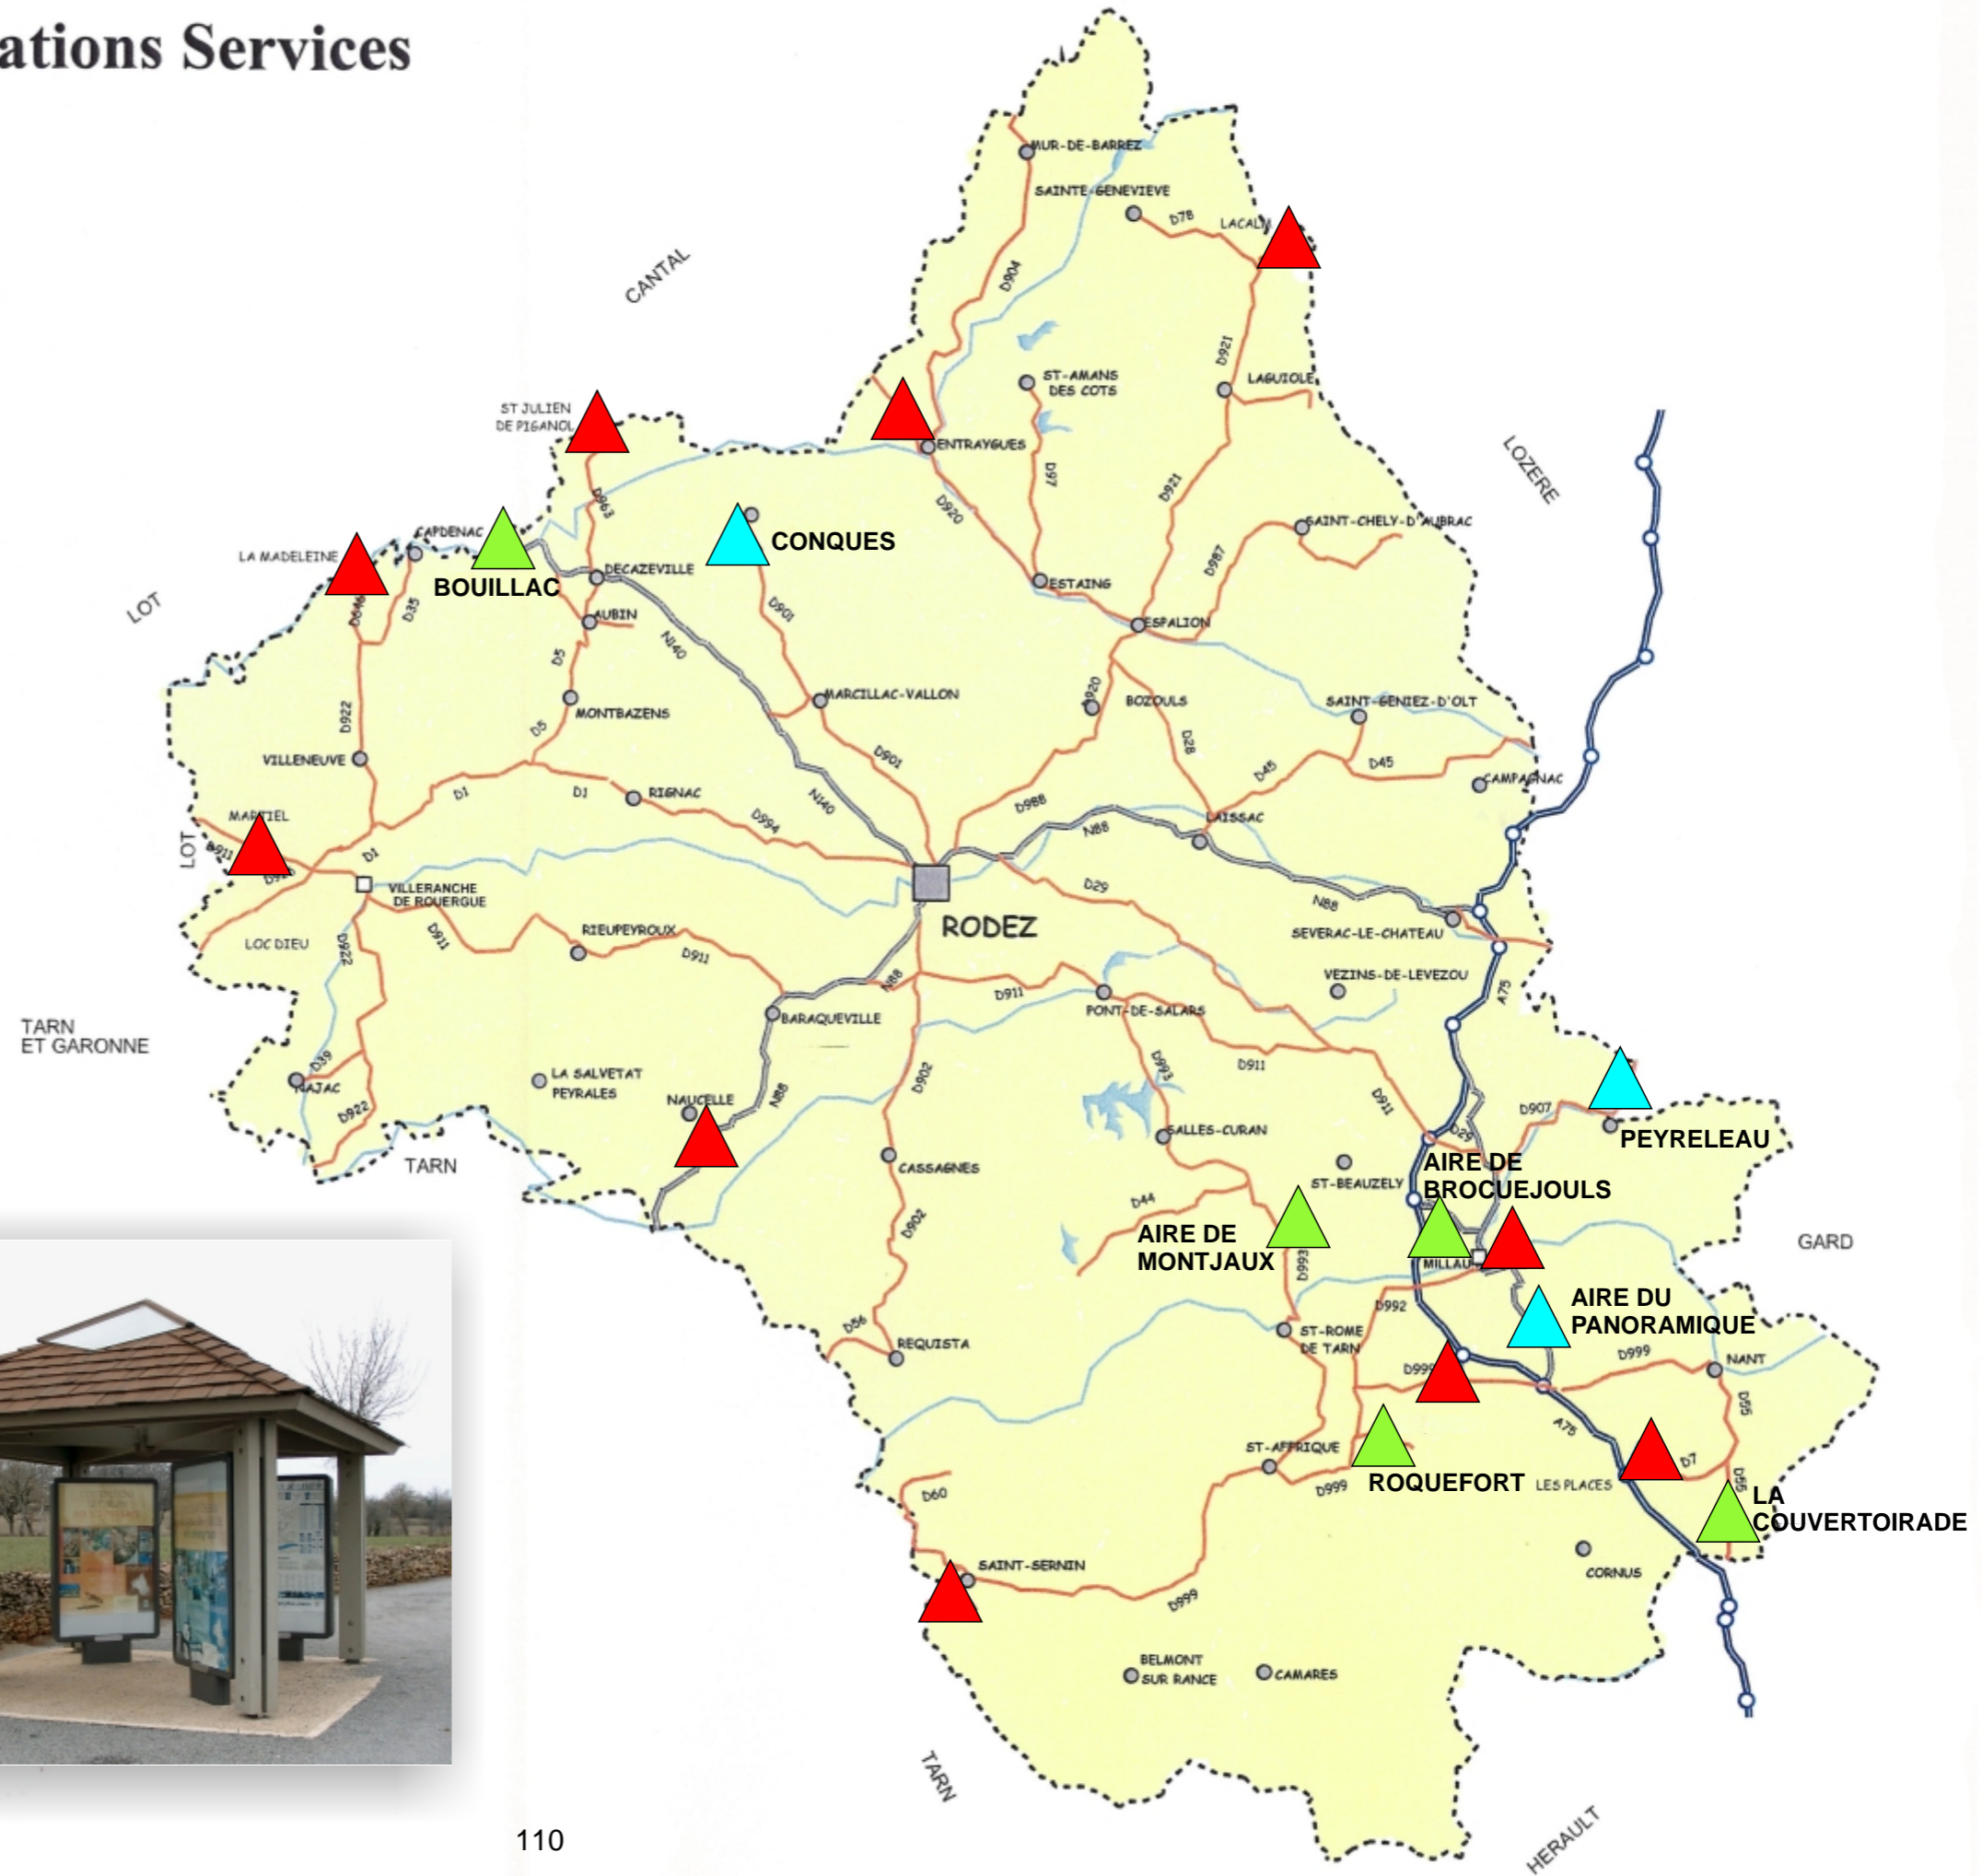 ations Services
MUR-DE-BARREZ
SAINTE-GENEVIEVE
D78
LACALM
CANTAL
D904
D921
ST-AMANS
DES COTS
LAGUIOLE
ST JULIEN
DE PIGANOL
ENTRAYGUES
LOZERE
D97
D921
D963
D920
CAPDENAC
CONQUES
SAINT-CHELY-D'AUBRAC
LA MADELEINE
BOUILLAC
DECAZEVILLE
ESTAING
D987
LOT
D35
D901
AUBIN
ESPALION
N140
D5
D922
MONTBAZENS
MARCILLAC-VALLON
D920
BOZOULS
SAINT-GENIEZ-D'OLT
D5
D28
VILLENEUVE
D901
D45
D45
CAMPAGNAC
D1
D1
RIGNAC
N140
D988
MARTIEL
D994
N88
LAISSAC
LOT
D911
D1
VILLERANCHE
DE ROUERGUE
D29
N88
RODEZ
SEVERAC-LE-CHATEAU
LOC DIEU
D922
D911
RIEUPEYROUX
D911
N88
D911
VEZINS-DE-LEVEZOU
A75
TARN
ET GARONNE
BARAQUEVILLE
PONT-DE-SALARS
D39
NAJAC
LA SALVETAT
PEYRALES
D902
D993
D911
D922
NAUCELLE
N88
D911
D907
SALLES-CURAN
D29
PEYRELEAU
TARN
CASSAGNES
ST-BEAUZELY
AIRE DE
BROCUEJOULS
D44
D902
AIRE DE
MONTJAUX
D993
MILLAU
GARD
D992
AIRE DU
PANORAMIQUE
D56
REQUISTA
ST-ROME
DE TARN
D999
D999
NANT
D55
A75
ST-AFFRIQUE
D999
ROQUEFORT
LES PLACES
D7
D55
D60
LA
COUVERTOIRADE
SAINT-SERNIN
D999
CORNUS
BELMONT
SUR RANCE
CAMARES
TARN
HERAULT
110